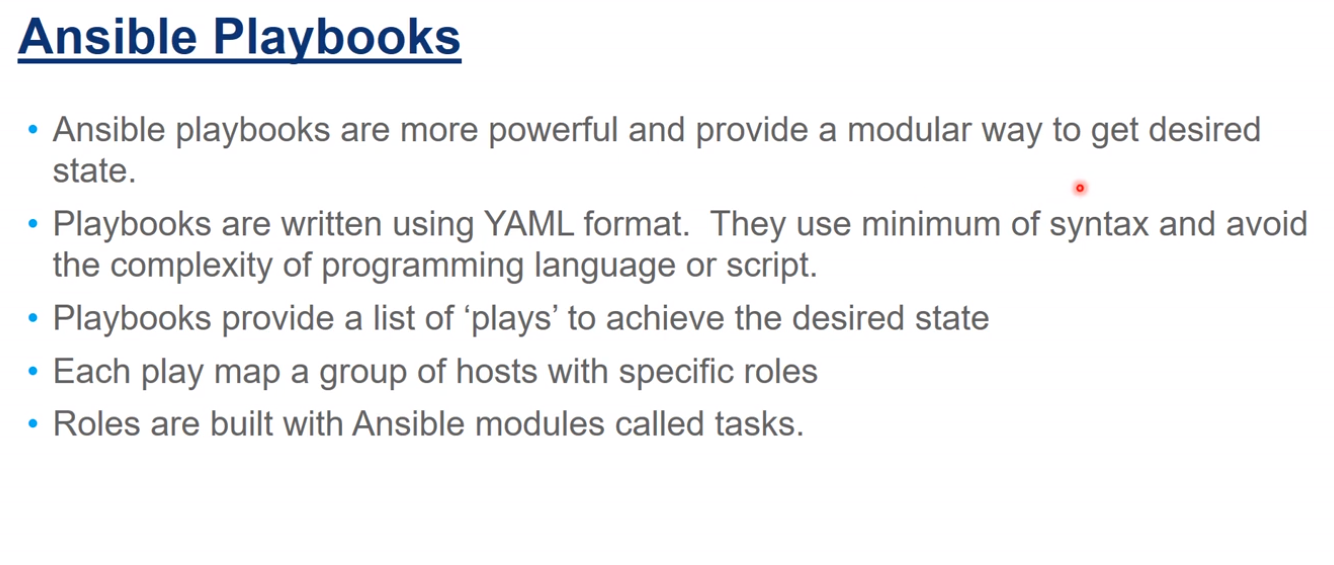 Ansible Playbooks
• Ansible playbooks are more powerful and provide a modular way to get desired
state.
• Playbooks are written using YAML format.  They use minimum of syntax and avoid
the complexity of programming language or script.
• Playbooks provide a list of ‘plays’ to achieve the desired state
• Each play map a group of hosts with specific roles
• Roles are built with Ansible modules called tasks.